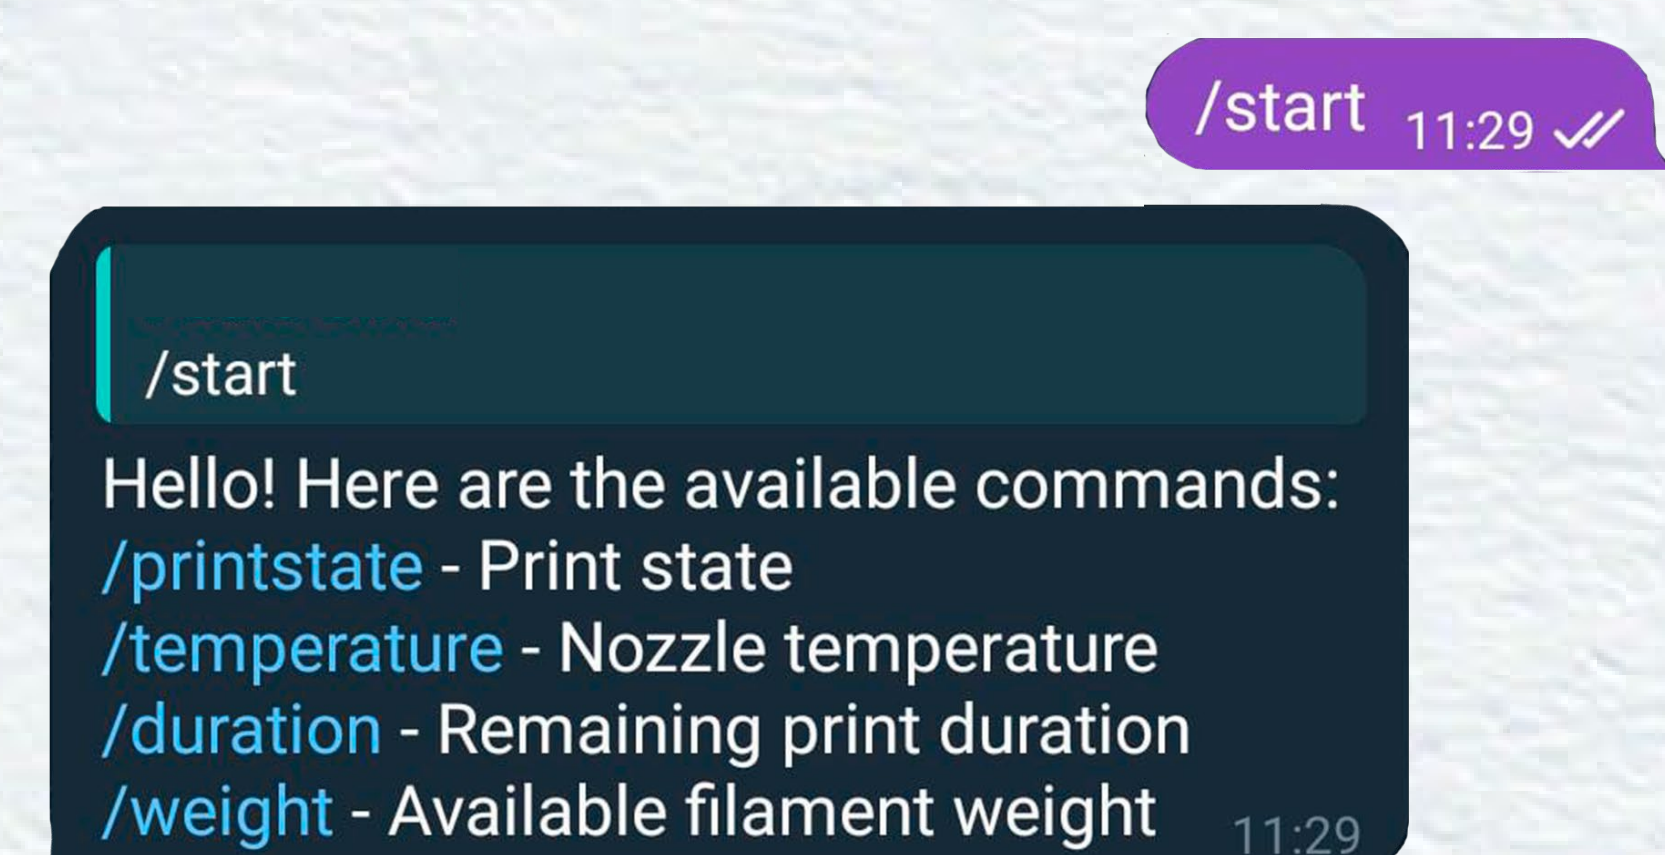 /start 11:29
/start
Hello! Here are the available commands:
/printstate - Print state
/temperature - Nozzle temperature
/duration - Remaining print duration
/weight - Available filament weight 11:29